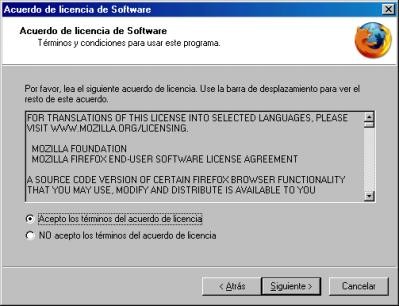 Acuerdo de licencia de Software
Acuerdo de licencia de Software
Términos y condiciones para usar este programa.
Por favor, lea el siguiente acuerdo de licencia. Use la barra de desplazamiento para ver el
resto de este acuerdo.
FOR TRANSLATIONS OF THIS LICENSE INTO SELECTED LANGUAGES, PLEASE
VISIT WWW.MOZILLA.ORG/LICENSING.
MOZILLA FOUNDATION
MOZILLA FIREFOX END-USER SOFTWARE LICENSE AGREEMENT
A SOURCE CODE VERSION OF CERTAIN FIREFOX BROWSER FUNCTIONALITY
THAT YOU MAY USE, MODIFY AND DISTRIBUTE IS AVAILABLE TO YOU
Acepto los términos del acuerdo de licencia
NO acepto los términos del acuerdo de licencia
< Atrás
Siguiente >
Cancelar